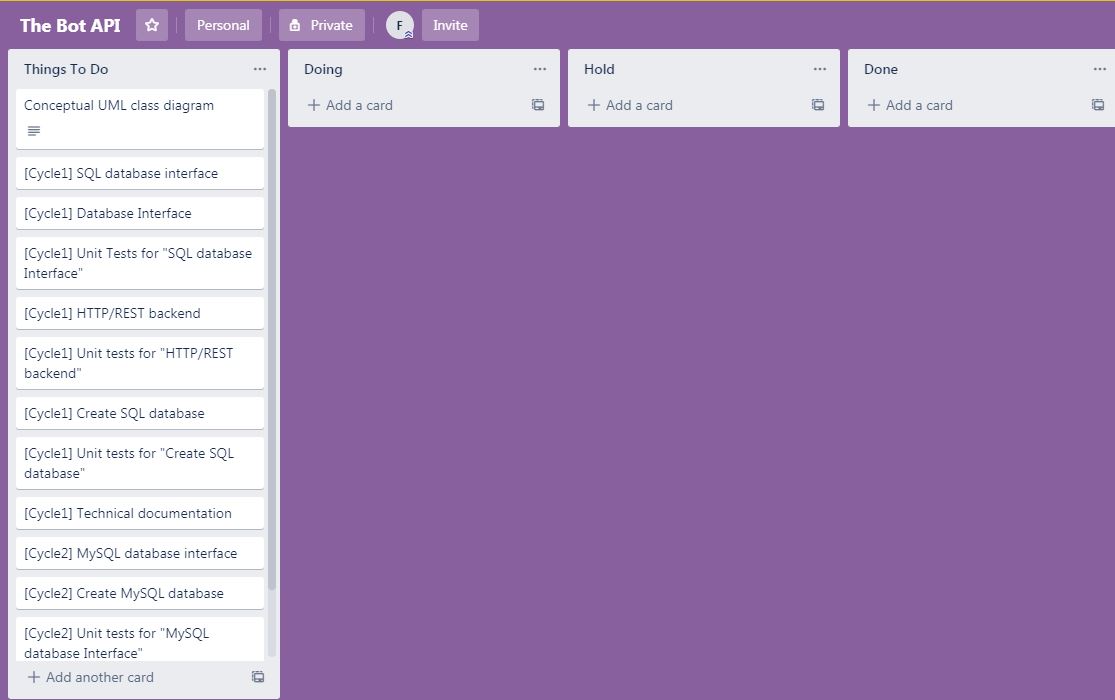 The Bot API
Personal
Private
F
Invite
Things To Do
Conceptual UML class diagram
[Cycle1] SQL database interface
[Cycle1] Database Interface
[Cycle1] Unit Tests for "SQL database
Interface"
[Cycle1] HTTP/REST backend
[Cycle1] Unit tests for "HTTP/REST
backend"
[Cycle1] Create SQL database
[Cycle1] Unit tests for "Create SQL
database"
[Cycle1] Technical documentation
[Cycle2] MySQL database interface
[Cycle2] Create MySQL database
[Cycle2] Unit tests for "MySQL
database Interface"
+ Add another card
Doing
+ Add a card
Hold
+ Add a card
Done
+ Add a card